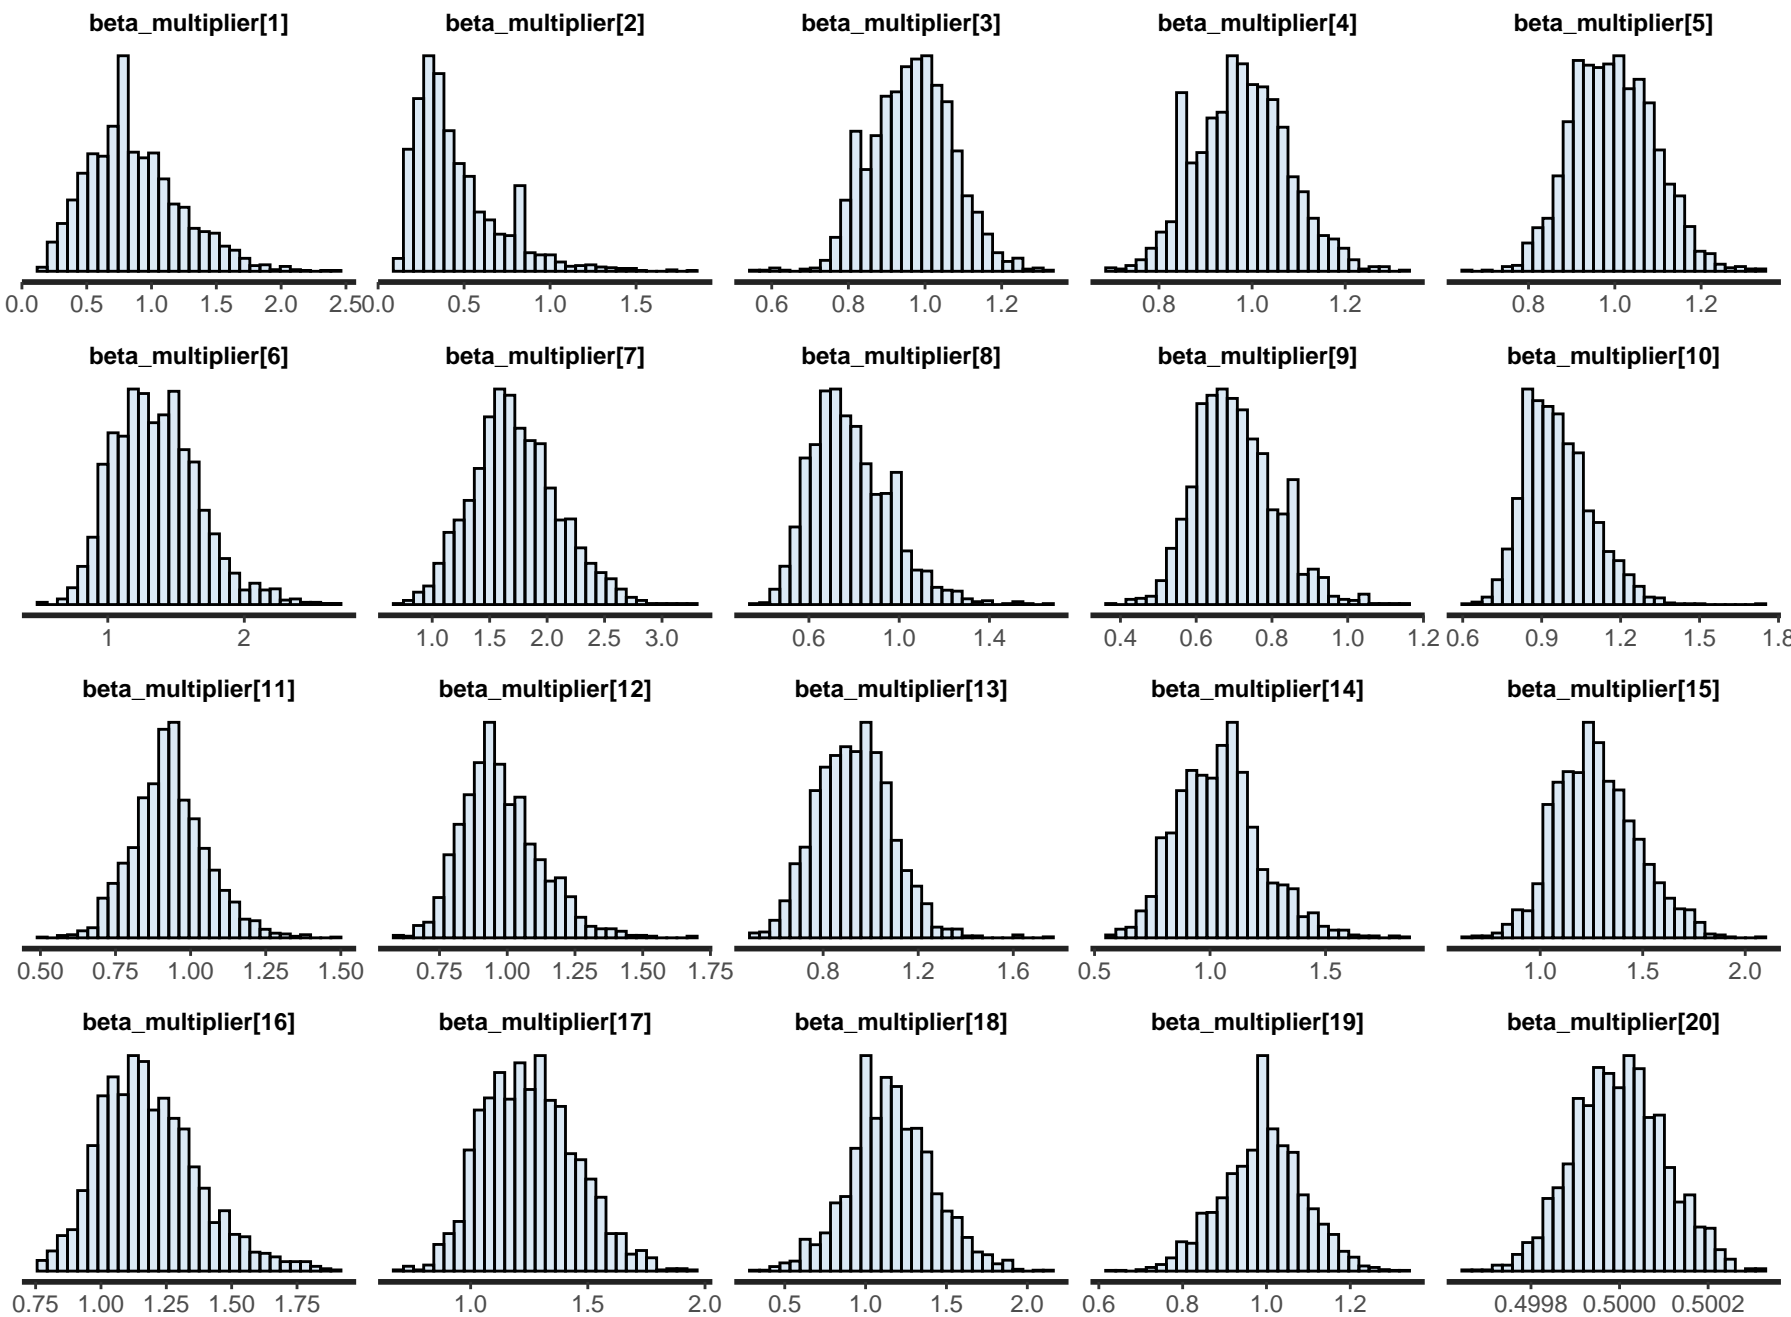 beta_multiplier[1] beta_multiplier[2] beta_multiplier[3] beta_multiplier[4] beta_multiplier[5]
0.0 0.5 1.0 1.5 2.0 2.5 0.0 0.5 1.0 1.5 0.6 0.8 1.0 1.2 0.8 1.0 1.2 0.8 1.0 1.2
beta_multiplier[6] beta_multiplier[7] beta_multiplier[8] beta_multiplier[9] beta_multiplier[10]
1 2 1.0 1.5 2.0 2.5 3.0 0.6 1.0 1.4 0.4 0.6 0.8 1.0 1.2 0.6 0.9 1.2 1.5 1.8
beta_multiplier[11] beta_multiplier[12] beta_multiplier[13] beta_multiplier[14] beta_multiplier[15]
0.50 0.75 1.00 1.25 1.50 0.75 1.00 1.25 1.50 1.75 0.8 1.2 1.6 0.5 1.0 1.5 1.0 1.5 2.0
beta_multiplier[16] beta_multiplier[17] beta_multiplier[18] beta_multiplier[19] beta_multiplier[20]
0.75 1.00 1.25 1.50 1.75 1.0 1.5 2.0 0.5 1.0 1.5 2.0 0.6 0.8 1.0 1.2 0.4998 0.5000 0.5002